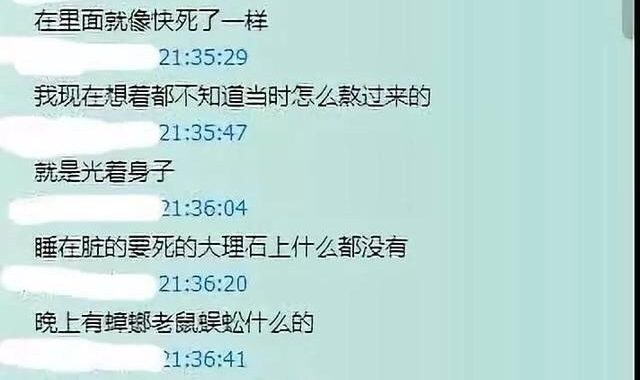 在里面就像快死了一样
21:35:29
我现在想着都不知道当时怎么熬过来的
21:35:47
就是光着身子
21:36:04
睡在脏的要死的大理石上什么都没有
21:36:20
晚上有蟑螂老鼠蜈蚣什么的
21:36:41